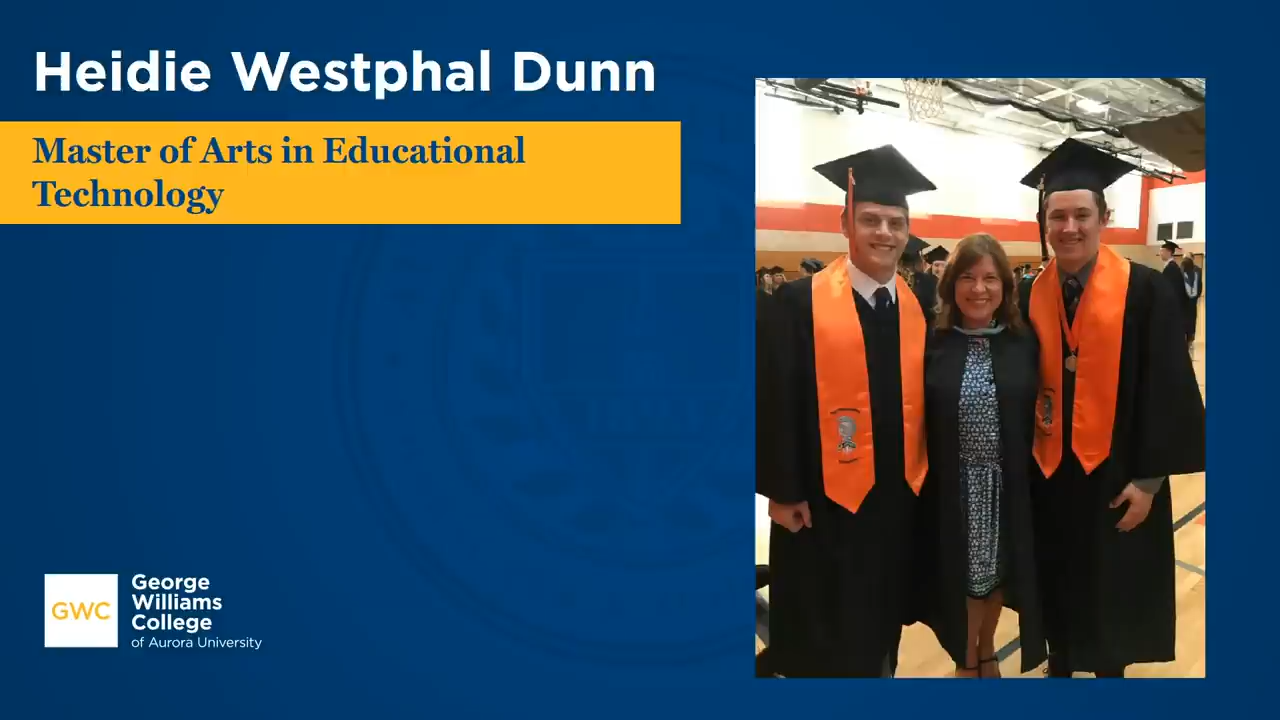 Heidie Westphal Dunn
Master of Arts in Educational
Technology
GWC
George
Williams
College
of Aurora University